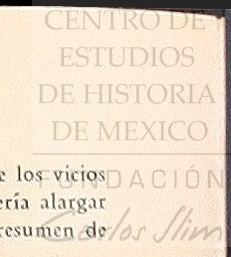 CENTRO DE
ESTUDIOS
DE HISTORIA
DE MEXICO
e los vicios
FUNDACIÓN
ería alargar
resumen de
Carlos Slim